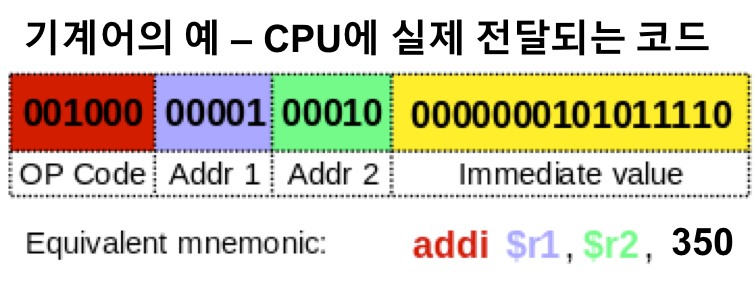 기계어의 예 – CPU에 실제 전달되는 코드
001000 00001 00010 0000000101011110
OP Code Addr 1 Addr 2 Immediate value
Equivalent mnemonic: addi $r1, $r2, 350